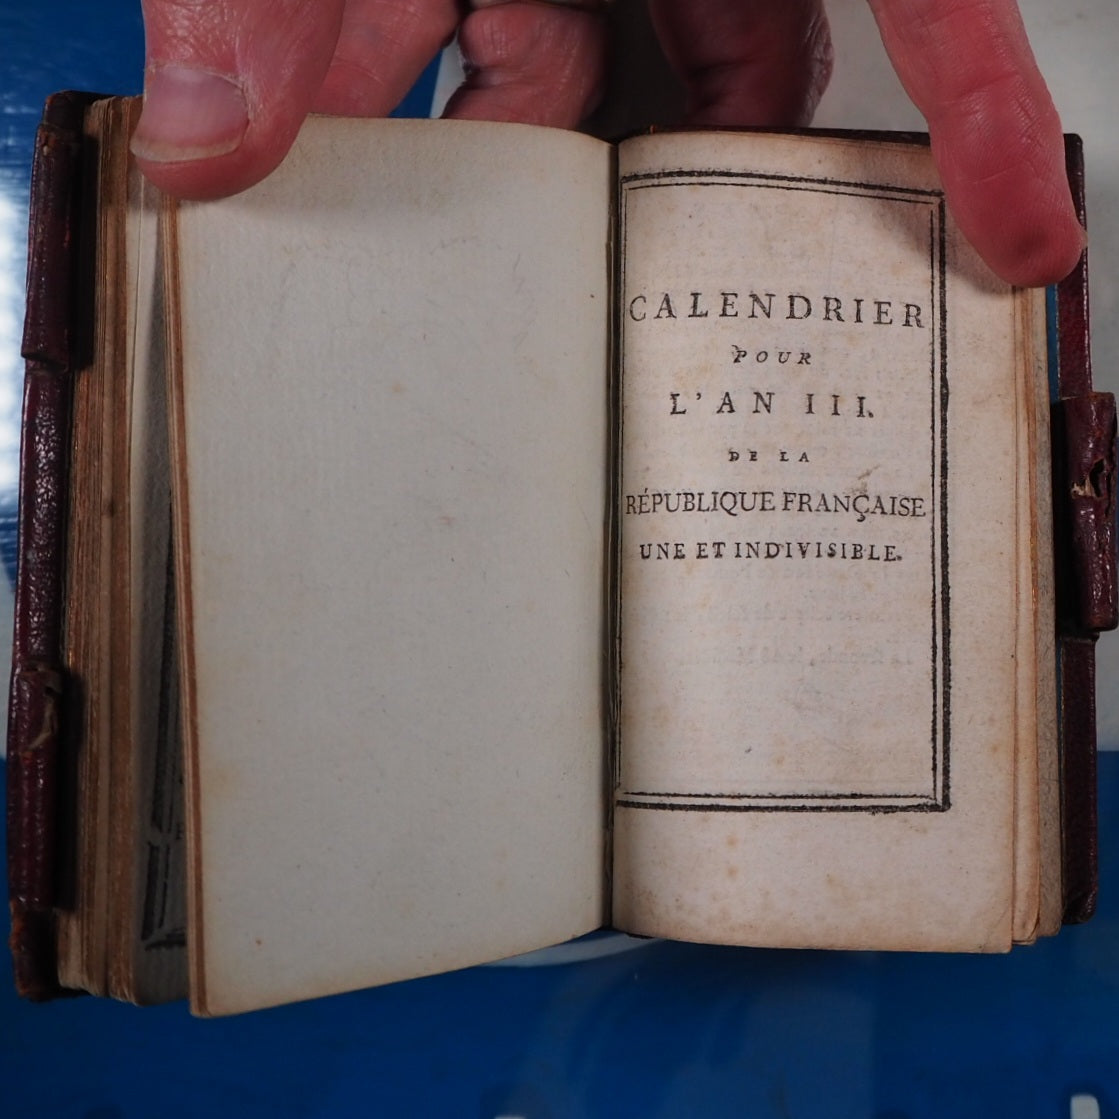 CALENDRIER
POUR
L'AN III.
DE LA
RÉPUBLIQUE FRANÇAISE
UNE ET INDIVISIBLE.